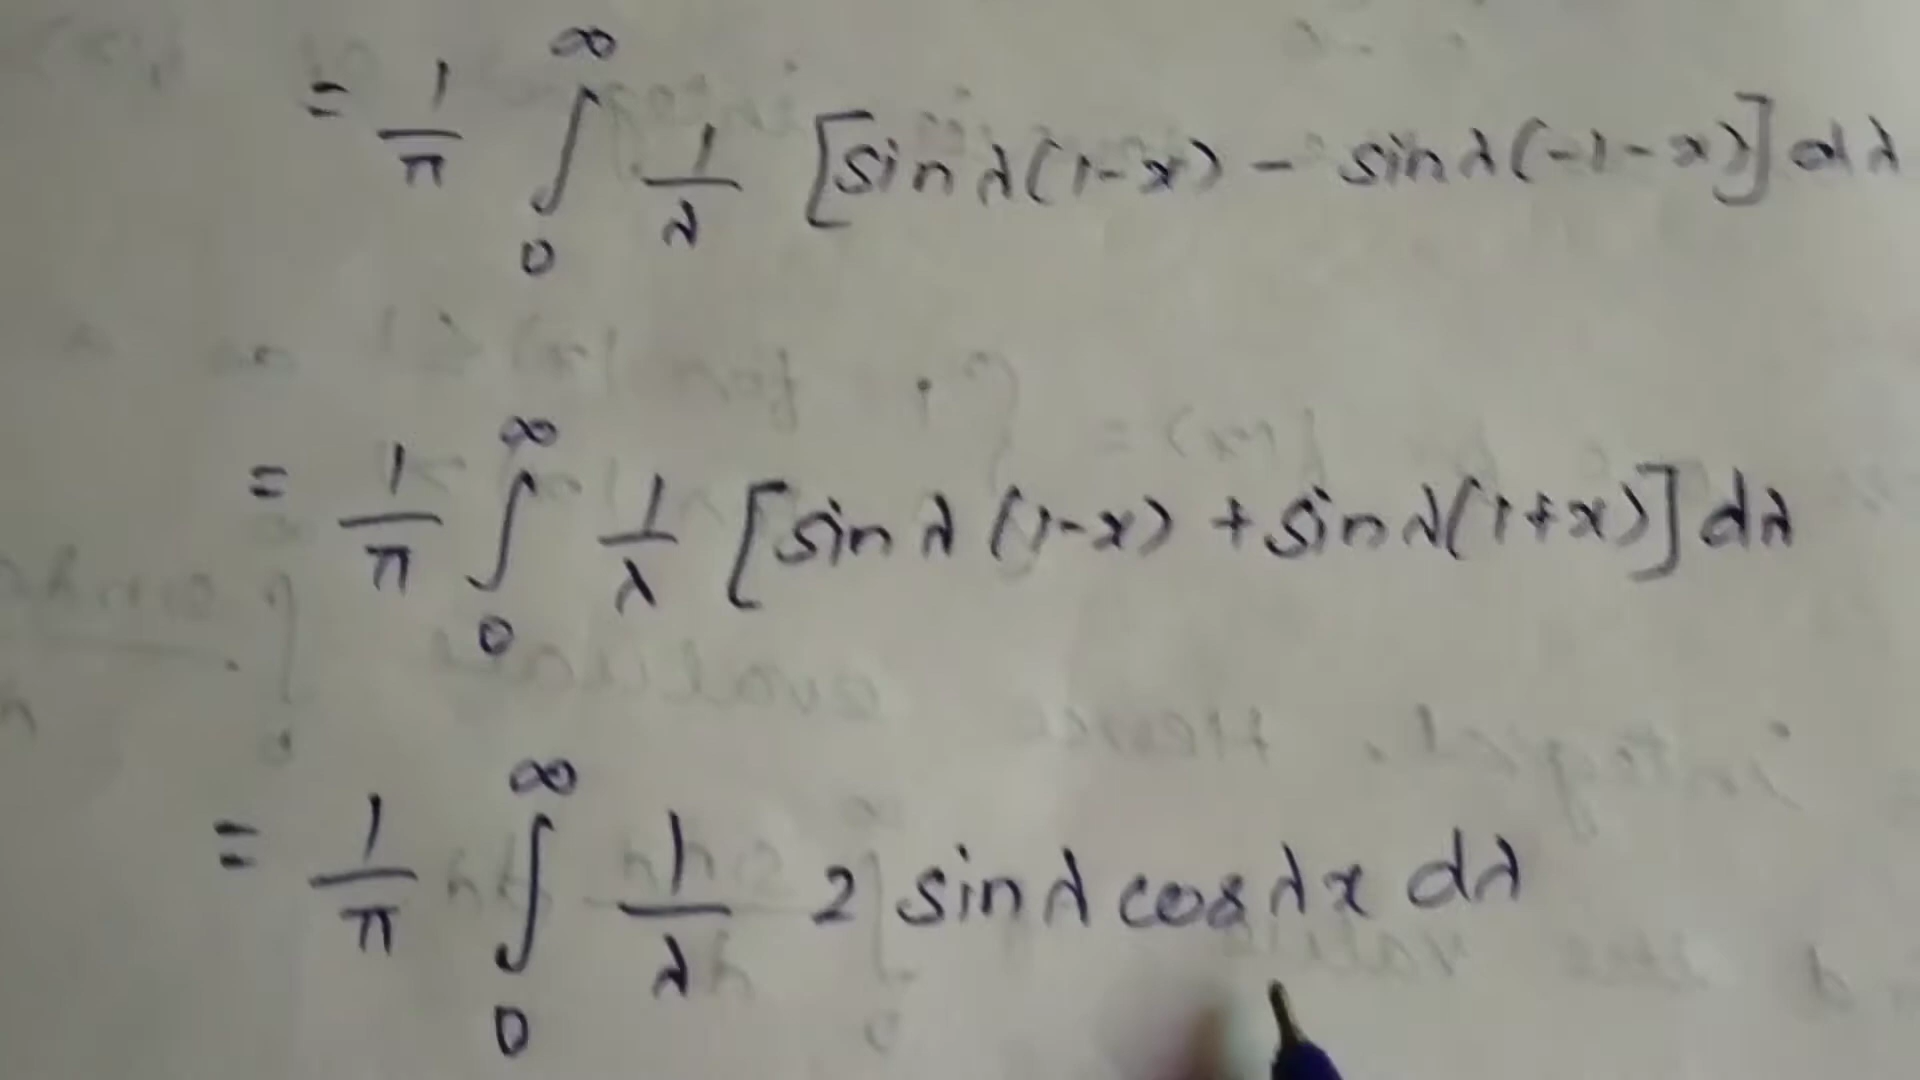 = 1/π ∫₀^∞ 1/λ [sin λ(1-x) - sin λ(-1-x)] dλ
= 1/π ∫₀^∞ 1/λ [sin λ (1-x) + sin λ(1+x)] dλ
= 1/π ∫₀^∞ 1/λ 2 sin λ cos λx dλ